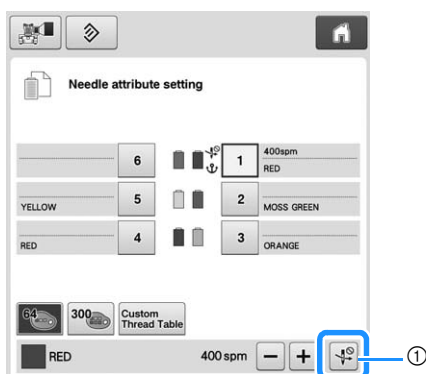 Needle attribute setting
400spm
6 1 RED
5 2
YELLOW MOSS GREEN
4 3
RED ORANGE
64 300 Custom
Thread Table
RED 400 spm − + ①